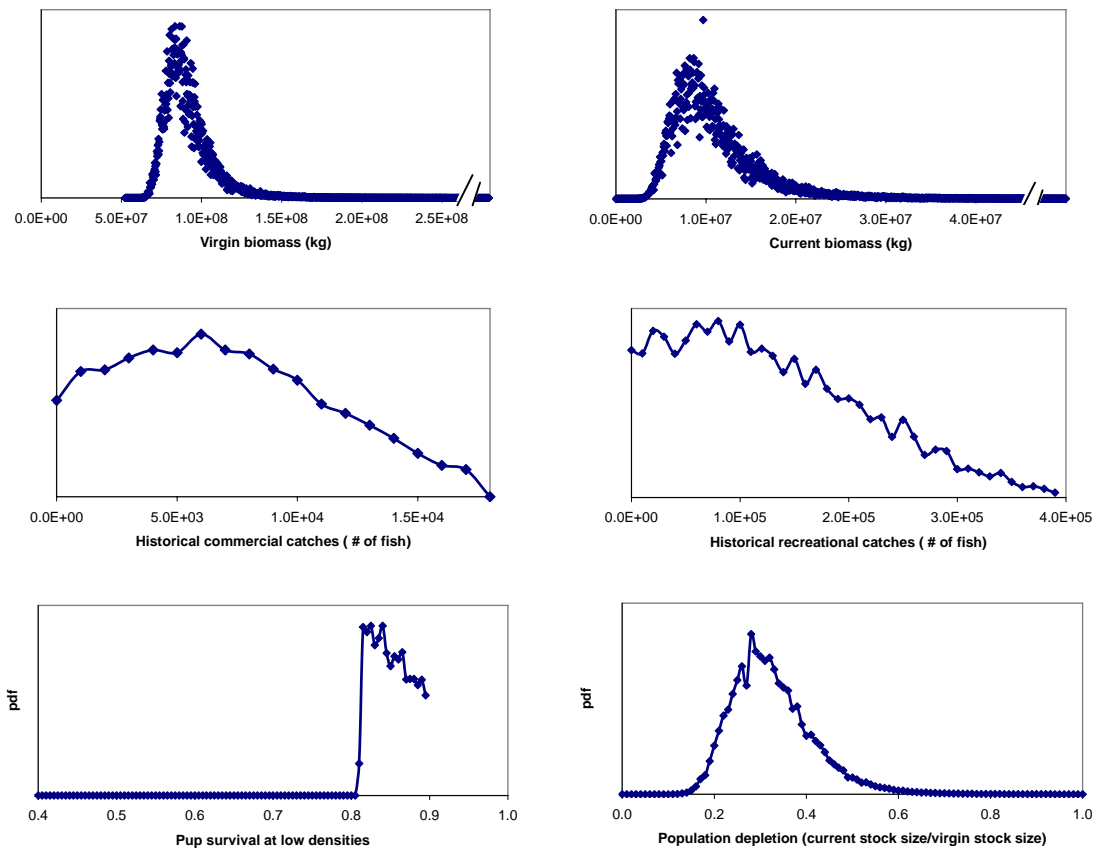 0.0E+00 5.0E+07 1.0E+08 1.5E+08 2.0E+08 2.5E+08
Virgin biomass (kg)
0.0E+00 1.0E+07 2.0E+07 3.0E+07 4.0E+07
Current biomass (kg)
0.0E+00 5.0E+03 1.0E+04 1.5E+04
Historical commercial catches ( # of fish)
0.0E+00 1.0E+05 2.0E+05 3.0E+05 4.0E+05
Historical recreational catches ( # of fish)
pdf
0.4 0.5 0.6 0.7 0.8 0.9 1.0
Pup survival at low densities
pdf
0.0 0.2 0.4 0.6 0.8 1.0
Population depletion (current stock size/virgin stock size)